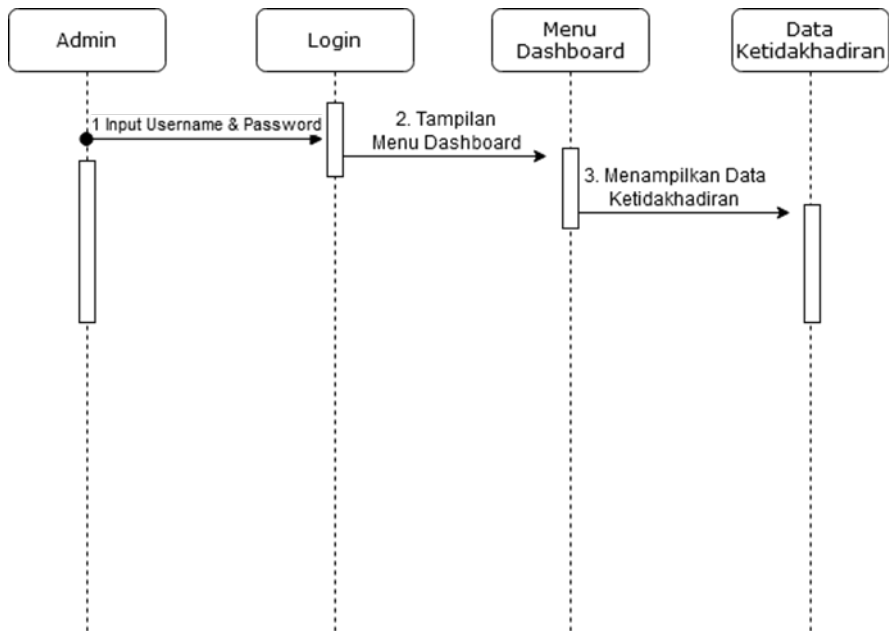 Admin
Login
Menu
Dashboard
Data
Ketidakhadiran
1 Input Username & Password
2. Tampilan
Menu Dashboard
3. Menampilkan Data
Ketidakhadiran